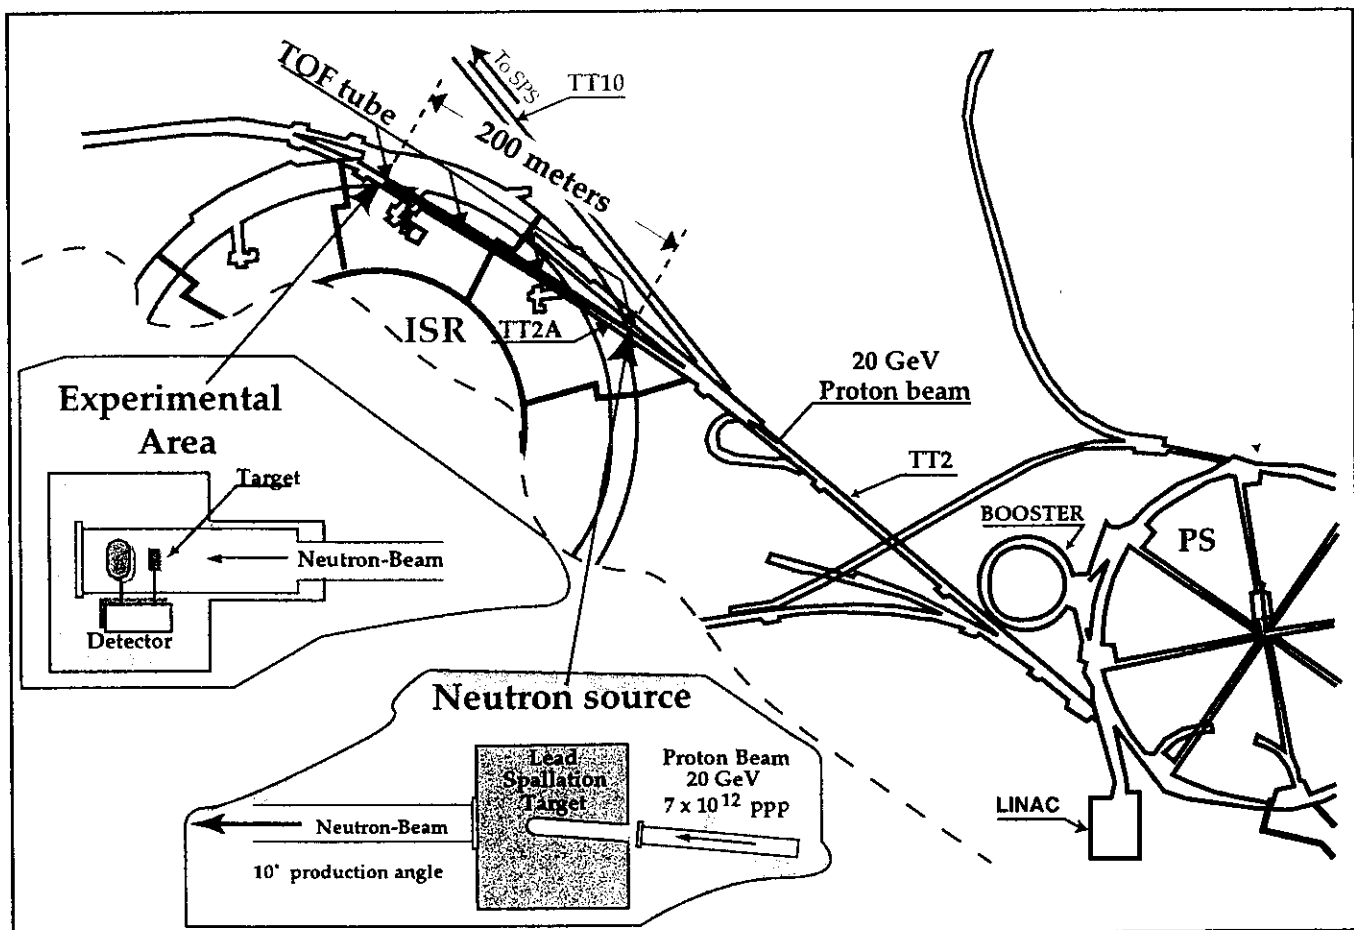 To SPS
TT10
TOF tube
200 meters
ISR
TT2A
20 GeV
Proton beam
TT2
BOOSTER
PS
LINAC
Experimental
Area
Target
Neutron-Beam
Detector
Neutron source
Lead
Spallation
Target
Proton Beam
20 GeV
7 x 10¹² ppp
Neutron-Beam
10° production angle